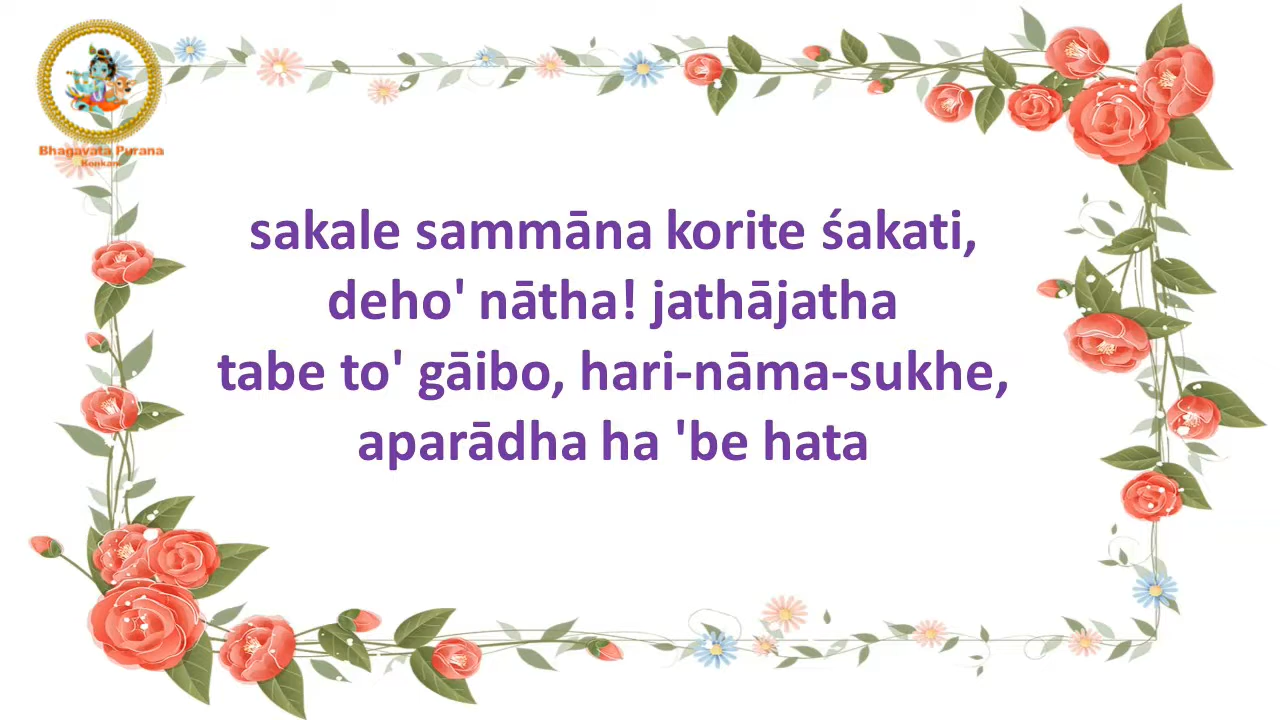 Bhagavata Purana
Konkani
sakale sammāna korite śakati,
deho' nātha! jathājatha
tabe to' gāibo, hari-nāma-sukhe,
aparādha ha 'be hata